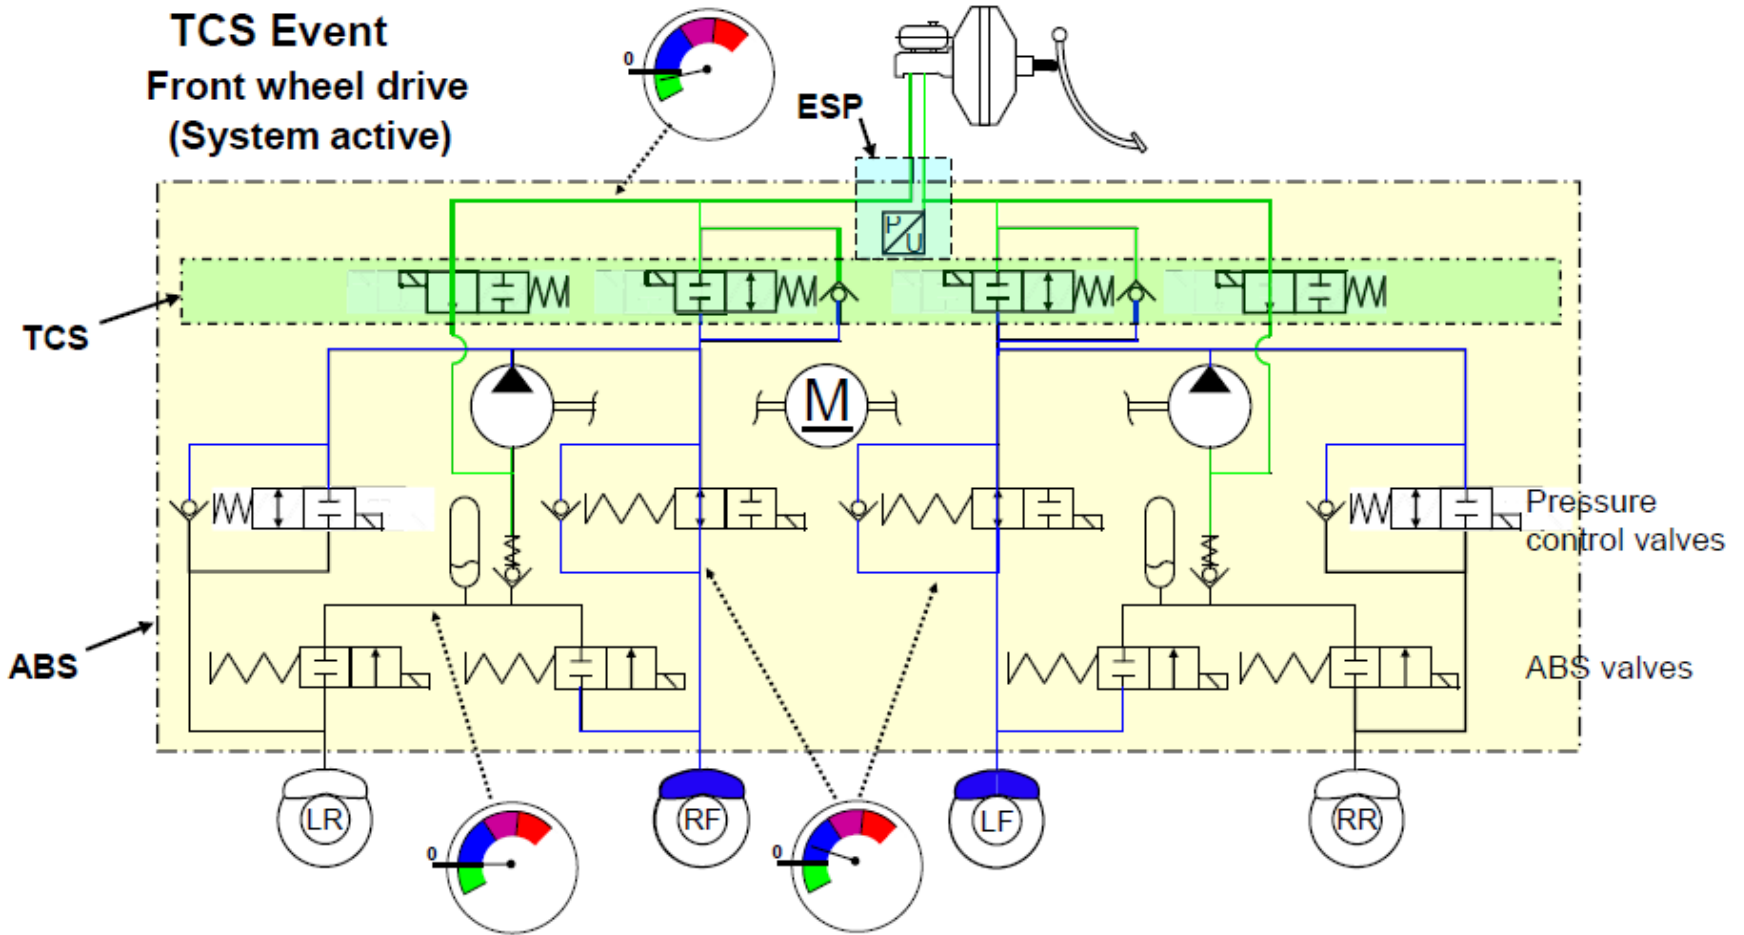 TCS Event
Front wheel drive
(System active)
0
ESP
P
U
TCS
M
Pressure
control valves
ABS
ABS valves
LR
RF
LF
RR
0
0